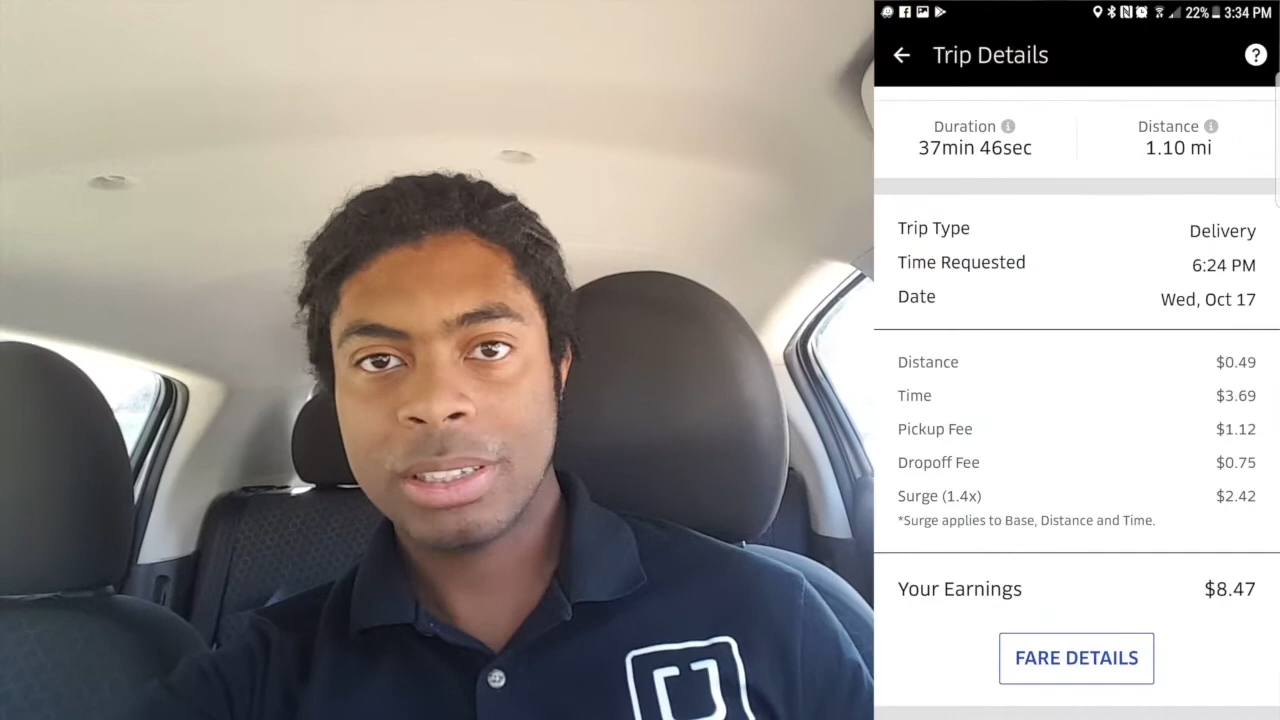 22% 3:34 PM
Trip Details
Duration
Distance
37min 46sec
1.10 mi
Trip Type Delivery
Time Requested 6:24 PM
Date Wed, Oct 17
Distance $0.49
Time $3.69
Pickup Fee $1.12
Dropoff Fee $0.75
Surge (1.4x) $2.42
*Surge applies to Base, Distance and Time.
Your Earnings $8.47
FARE DETAILS